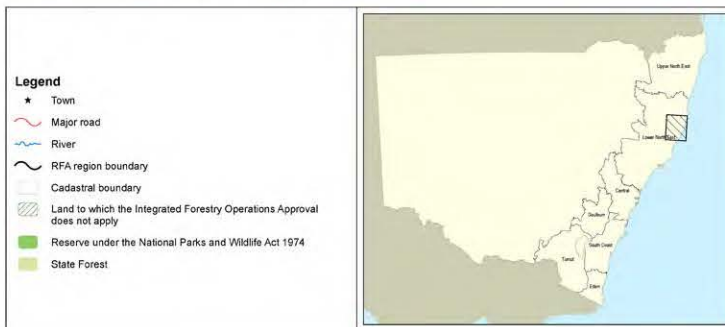 Legend
Town
Major road
River
RFA region boundary
Cadastral boundary
Land to which the Integrated Forestry Operations Approval
does not apply
Reserve under the National Parks and Wildlife Act 1974
State Forest
Upper North East
Lower North East
Central
Goulburn
South Coast
Tumut
Eden